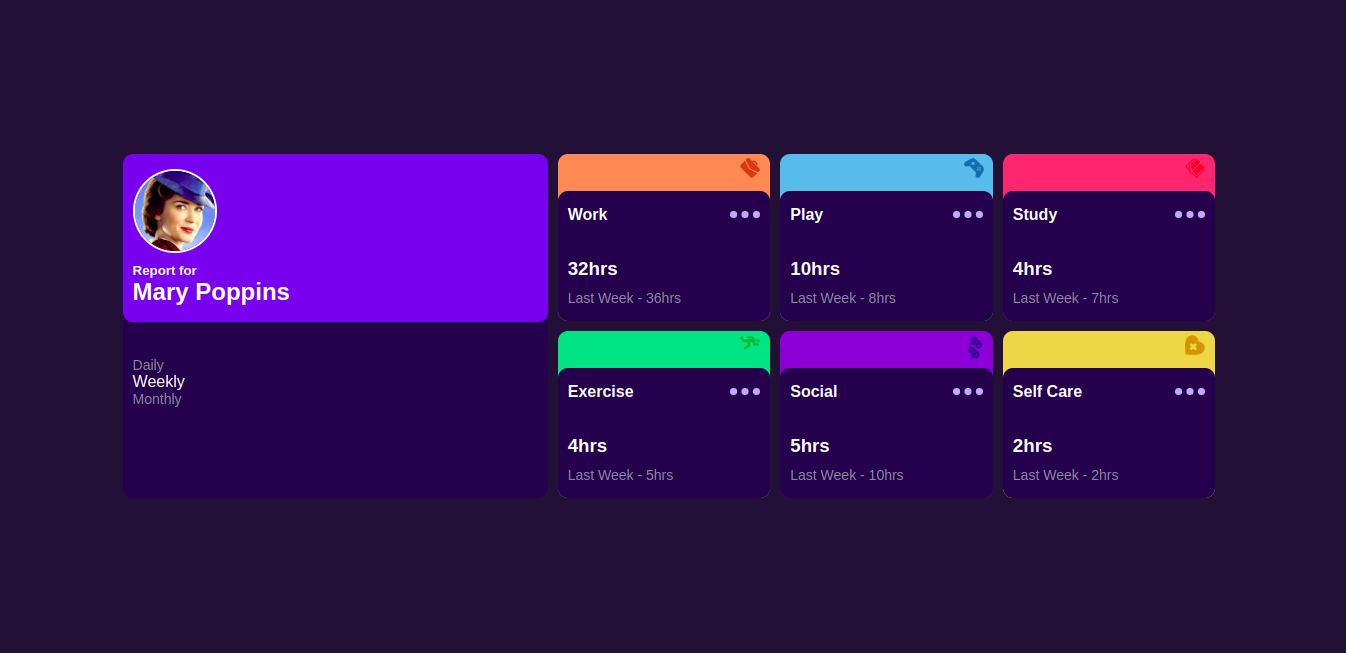 Report for
Mary Poppins
Daily
Weekly
Monthly
Work
32hrs
Last Week - 36hrs
Play
10hrs
Last Week - 8hrs
Study
4hrs
Last Week - 7hrs
Exercise
4hrs
Last Week - 5hrs
Social
5hrs
Last Week - 10hrs
Self Care
2hrs
Last Week - 2hrs